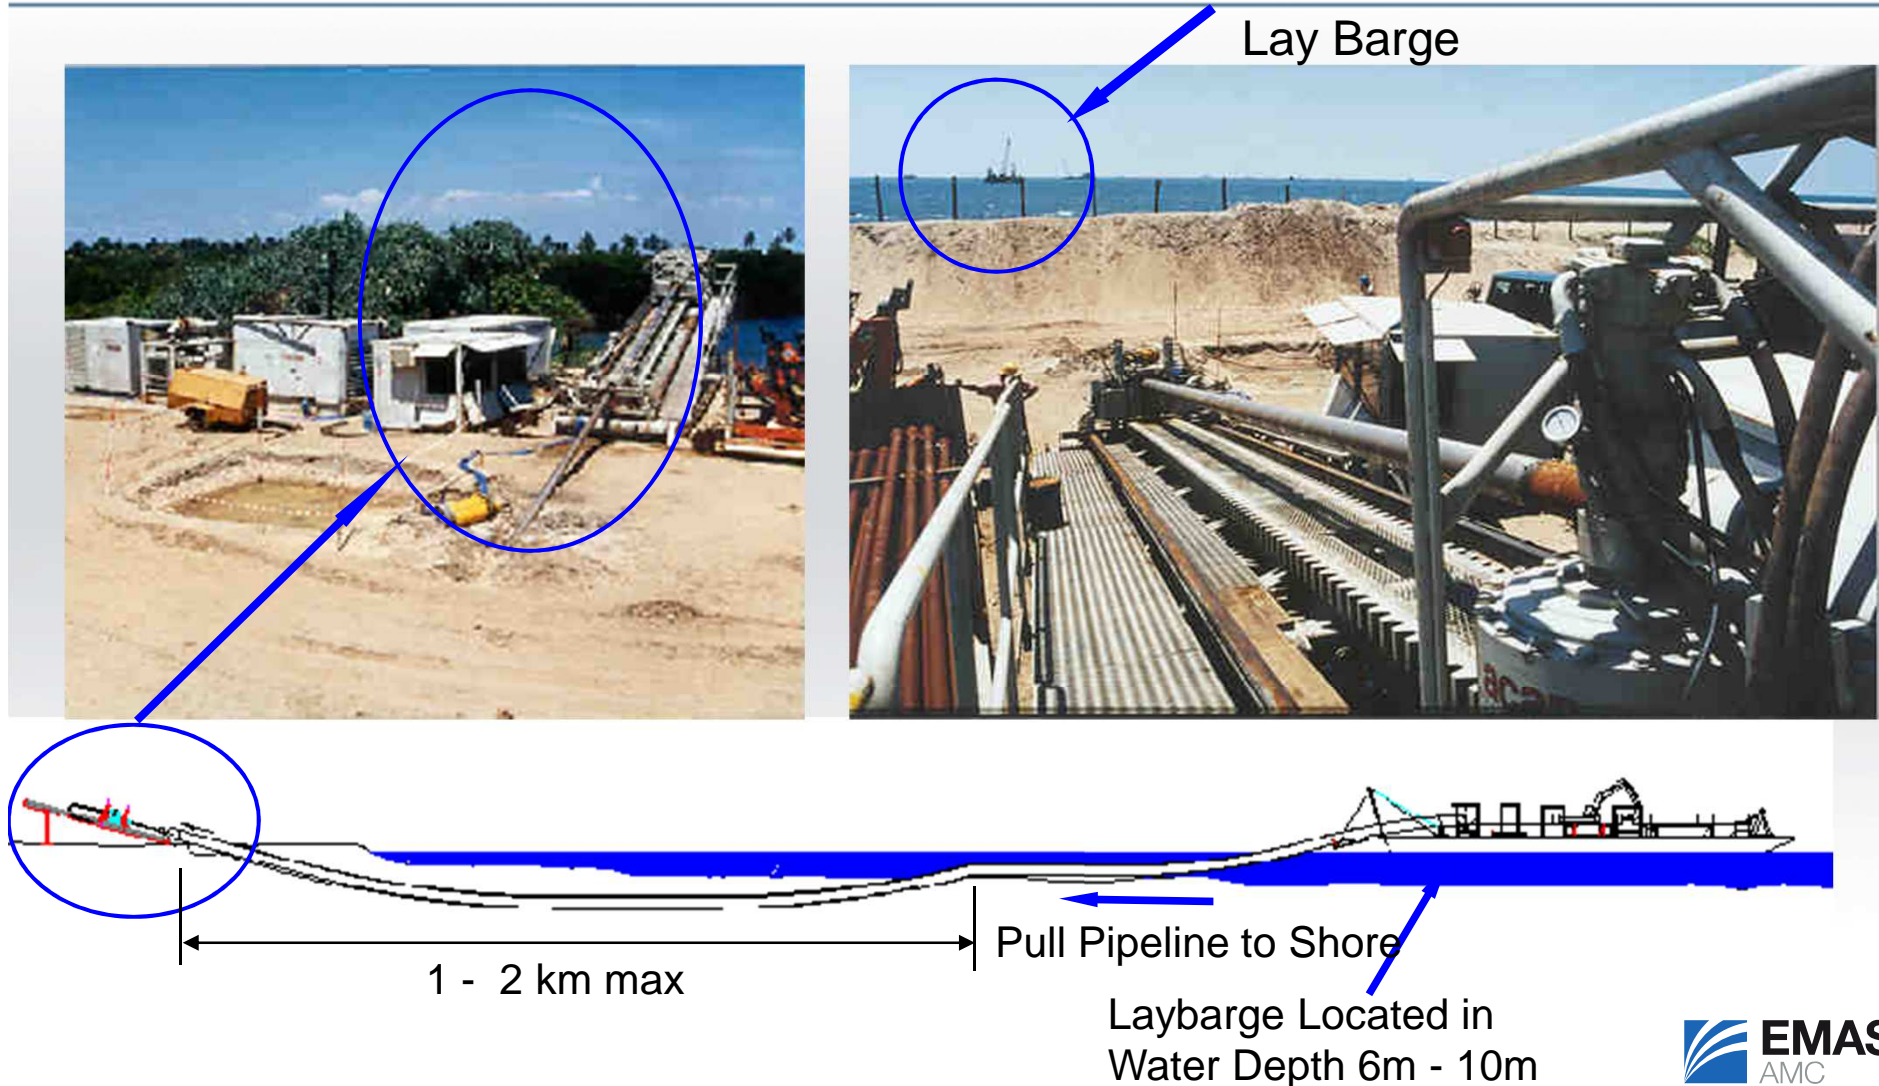 Lay Barge
Pull Pipeline to Shore
1 - 2 km max
Laybarge Located in
Water Depth 6m - 10m
EMAS
AMC